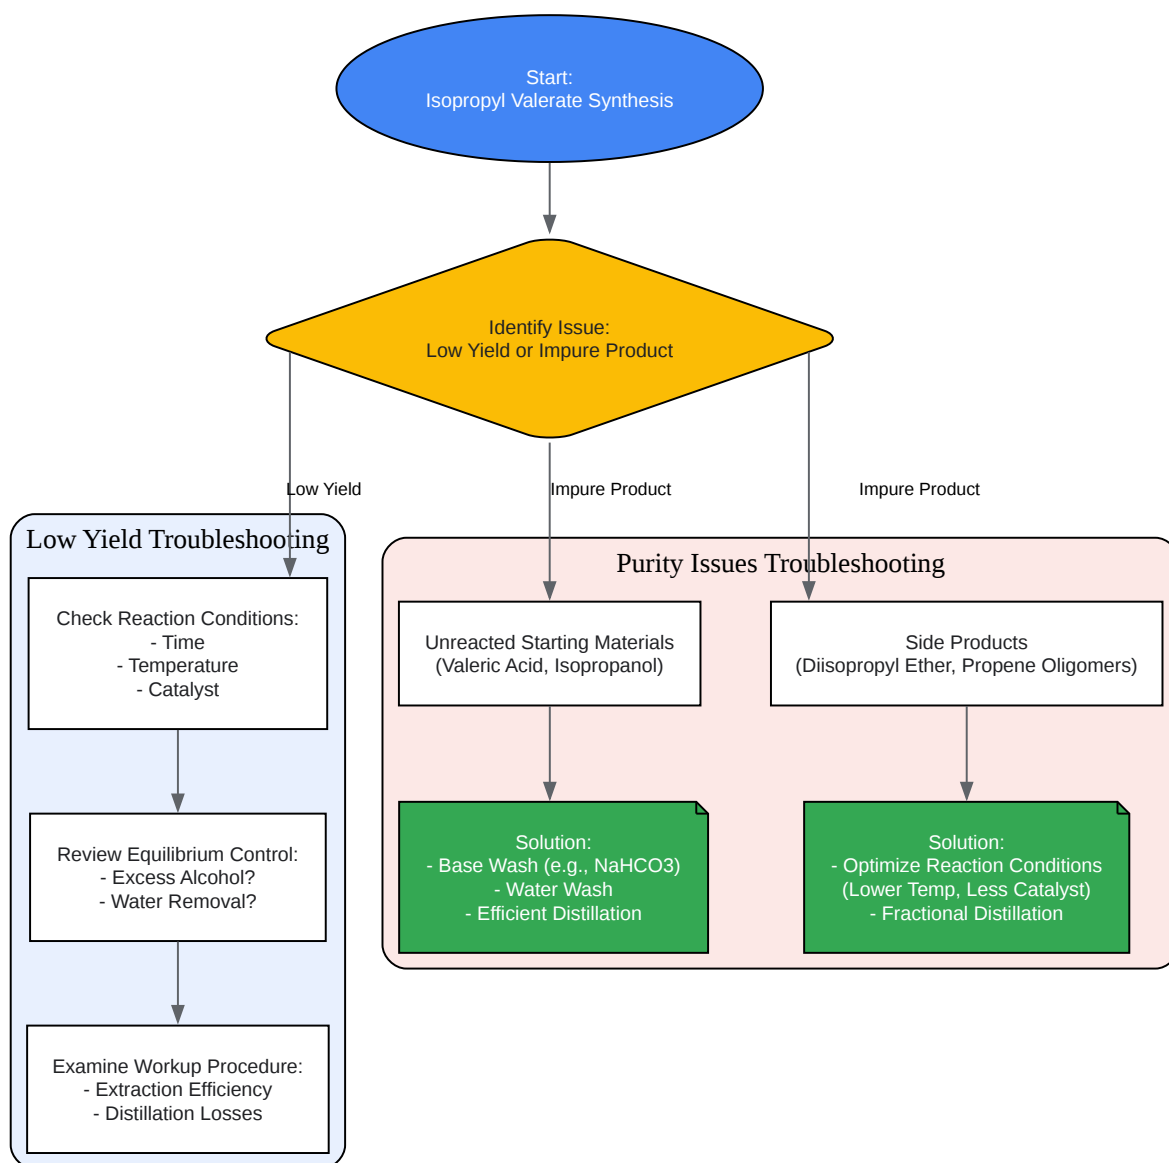 Start:
Isopropyl Valerate Synthesis
Identify Issue:
Low Yield or Impure Product
Low Yield
Impure Product
Impure Product
Low Yield Troubleshooting
Check Reaction Conditions:
- Time
- Temperature
- Catalyst
Review Equilibrium Control:
- Excess Alcohol?
- Water Removal?
Examine Workup Procedure:
- Extraction Efficiency
- Distillation Losses
Purity Issues Troubleshooting
Unreacted Starting Materials
(Valeric Acid, Isopropanol)
Solution:
- Base Wash (e.g., NaHCO3)
- Water Wash
- Efficient Distillation
Side Products
(Diisopropyl Ether, Propene Oligomers)
Solution:
- Optimize Reaction Conditions
(Lower Temp, Less Catalyst)
- Fractional Distillation